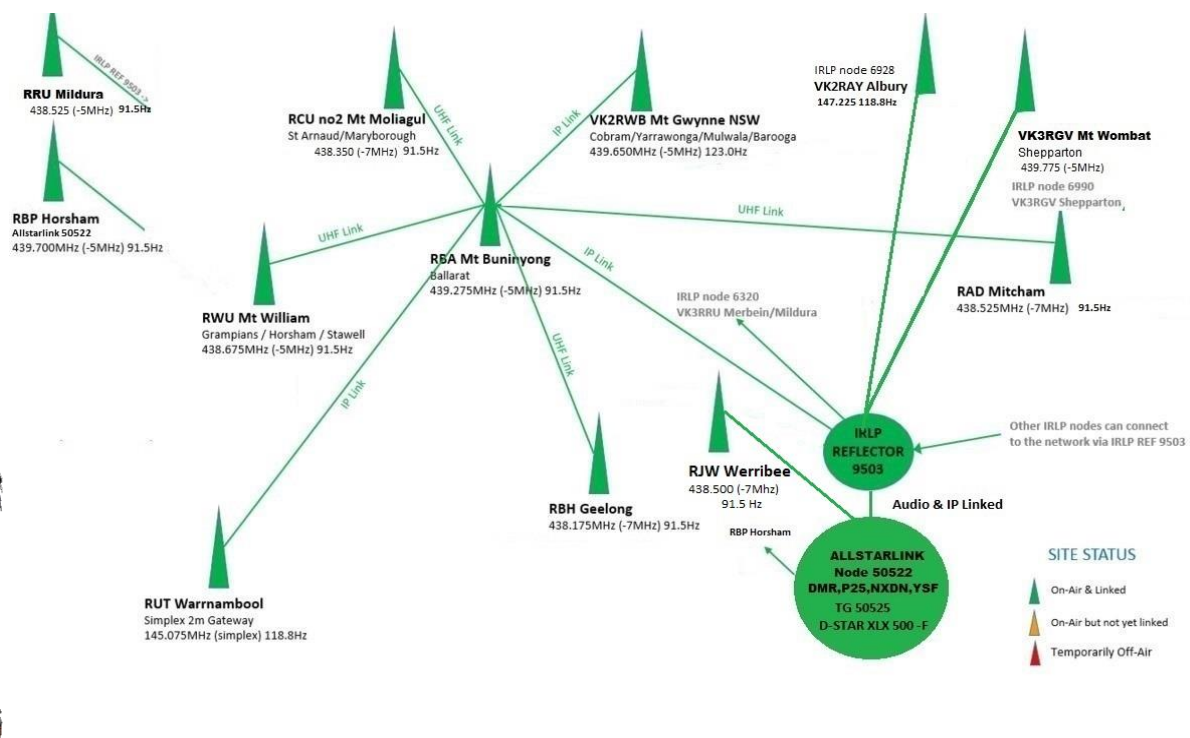 IRLP REF 9503 ->
RRU Mildura
438.525 (-5MHz) 91.5Hz
RBP Horsham
Allstarlink 50522
439.700MHz (-5MHz) 91.5Hz
RCU no2 Mt Moliagul
St Arnaud/Maryborough
438.350 (-7MHz) 91.5Hz
UHF Link
IP Link
VK2RWB Mt Gwynne NSW
Cobram/Yarrawonga/Mulwala/Barooga
439.650MHz (-5MHz) 123.0Hz
IRLP node 6928
VK2RAY Albury
147.225 118.8Hz
VK3RGV Mt Wombat
Shepparton
439.775 (-5MHz)
IRLP node 6990
VK3RGV Shepparton
UHF Link
UHF Link
RBA Mt Buninyong
Ballarat
439.275MHz (-5MHz) 91.5Hz
IP Link
RAD Mitcham
438.525MHz (-7MHz) 91.5Hz
RWU Mt William
Grampians / Horsham / Stawell
438.675MHz (-5MHz) 91.5Hz
IRLP node 6320
VK3RRU Merbein/Mildura
UHF Link
IP Link
IRLP
REFLECTOR
9503
Other IRLP nodes can connect
to the network via IRLP REF 9503
RJW Werribee
438.500 (-7Mhz)
91.5 Hz
RBH Geelong
438.175MHz (-7MHz) 91.5Hz
Audio & IP Linked
RBP Horsham
ALLSTARLINK
Node 50522
DMR,P25,NXDN,YSF
TG 50525
D-STAR XLX 500 -F
RUT Warrnambool
Simplex 2m Gateway
145.075MHz (simplex) 118.8Hz
SITE STATUS
On-Air & Linked
On-Air but not yet linked
Temporarily Off-Air